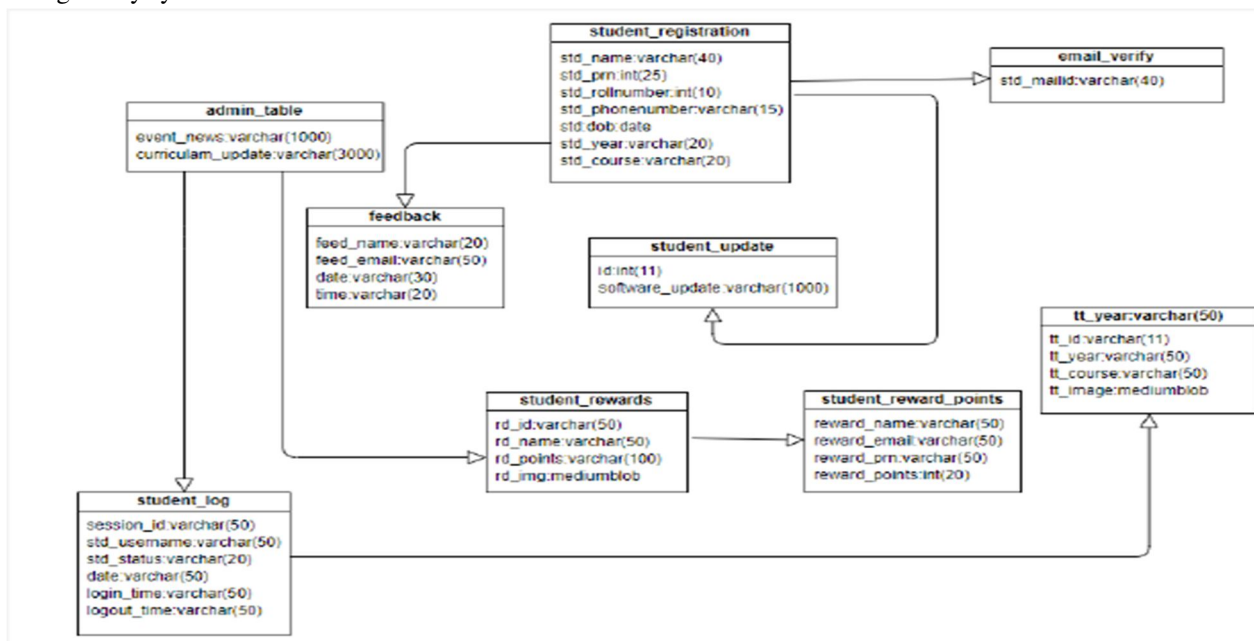 student_registration
std_name:varchar(40)
std_prn:int(25)
std_rollnumber:int(10)
std_phonenumber:varchar(15)
std:dob:date
std_year:varchar(20)
std_course:varchar(20)
email_verify
std_mailid:varchar(40)
admin_table
event_news:varchar(1000)
curriculam_update:varchar(3000)
feedback
feed_name:varchar(20)
feed_email:varchar(50)
date:varchar(30)
time:varchar(20)
student_update
id:int(11)
software_update:varchar(1000)
tt_year:varchar(50)
tt_id:varchar(11)
tt_year:varchar(50)
tt_course:varchar(50)
tt_image:mediumblob
student_rewards
rd_id:varchar(50)
rd_name:varchar(50)
rd_points:varchar(100)
rd_img:mediumblob
student_reward_points
reward_name:varchar(50)
reward_email:varchar(50)
reward_prn:varchar(50)
reward_points:int(20)
student_log
session_id:varchar(50)
std_username:varchar(50)
std_status:varchar(20)
date:varchar(50)
login_time:varchar(50)
logout_time:varchar(50)